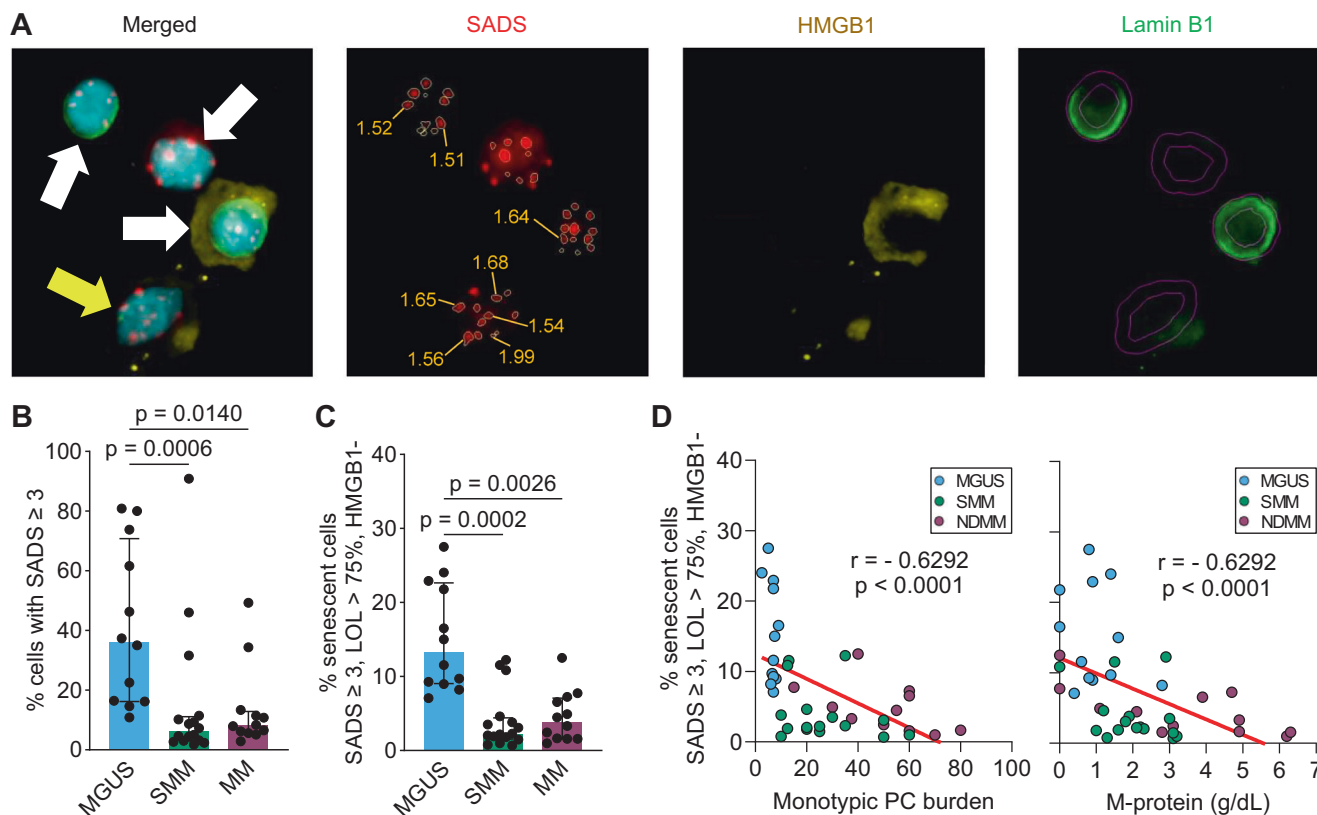 A
Merged
SADS
HMGB1
Lamin B1
1.52
1.51
1.64
1.68
1.65
1.54
1.56
1.99
B
p = 0.0140
p = 0.0006
% cells with SADS ≥ 3
100
80
60
40
20
0
MGUS
SMM
MM
C
p = 0.0026
p = 0.0002
% senescent cells
SADS ≥ 3, LOL > 75%, HMGB1-
40
30
20
10
0
MGUS
SMM
MM
D
% senescent cells
SADS ≥ 3, LOL > 75%, HMGB1-
40
30
20
10
0
MGUS
SMM
NDMM
r = - 0.6292
p < 0.0001
0 20 40 60 80 100
Monotypic PC burden
MGUS
SMM
NDMM
r = - 0.6292
p < 0.0001
0 1 2 3 4 5 6 7
M-protein (g/dL)